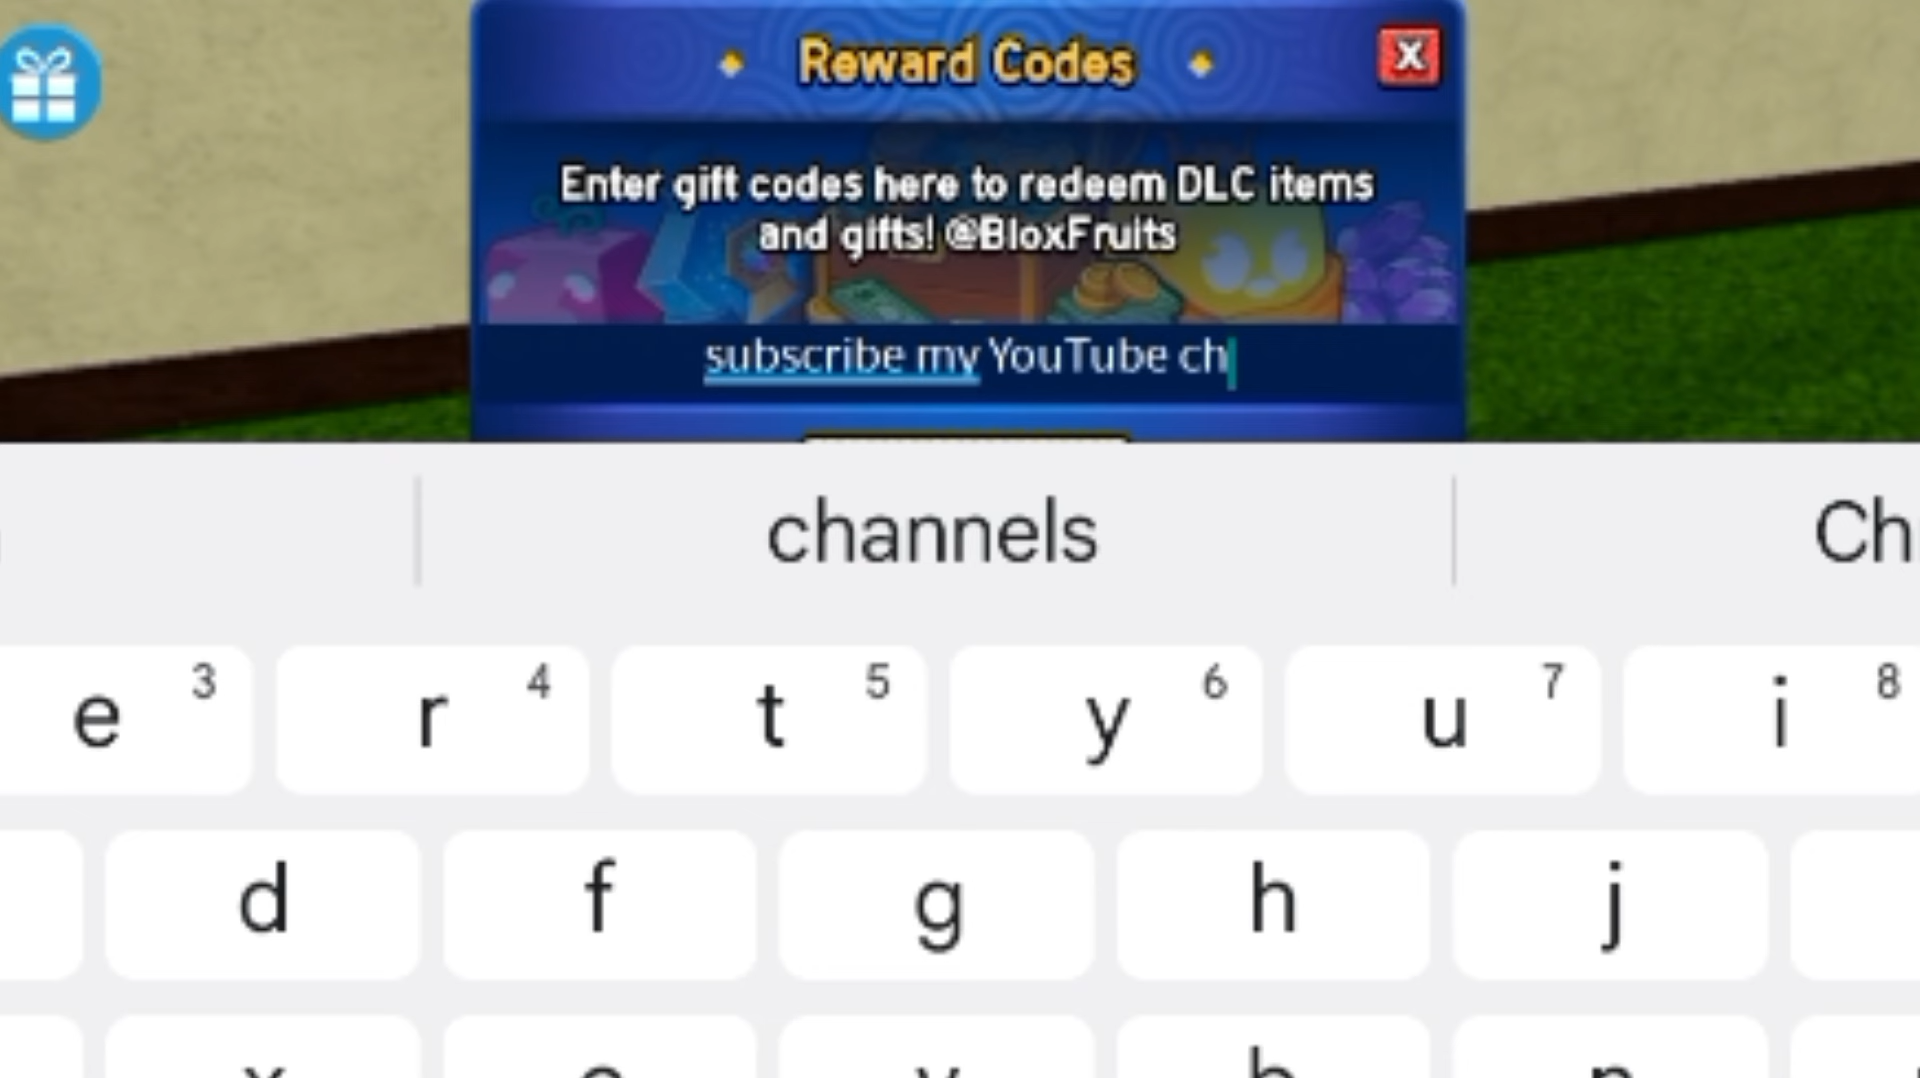 Reward Codes
X
Enter gift codes here to redeem DLC items
and gifts! @BloxFruits
subscribe my YouTube ch
channels
Ch
e 3 r 4 t 5 y 6 u 7 i 8
d f g h j